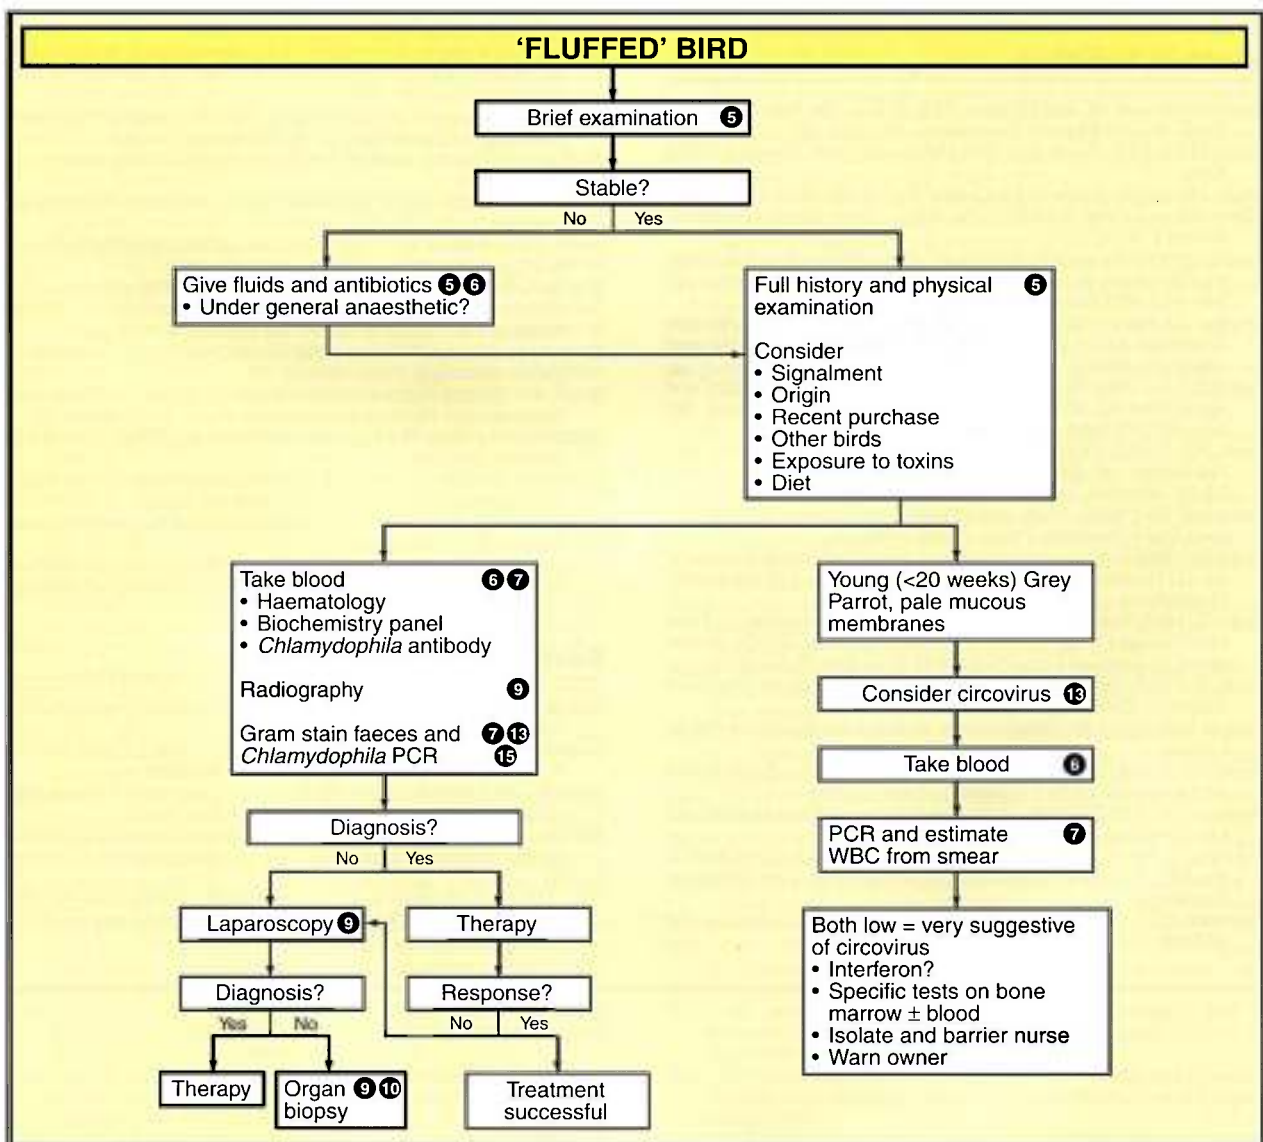 ‘FLUFFED’ BIRD
Brief examination 5
Stable?
No Yes
Give fluids and antibiotics 5 6
• Under general anaesthetic?
Full history and physical 5
examination
Consider
• Signalment
• Origin
• Recent purchase
• Other birds
• Exposure to toxins
• Diet
Take blood 6 7
• Haematology
• Biochemistry panel
• Chlamydophila antibody
Radiography 9
Gram stain faeces and 7 13
Chlamydophila PCR 15
Diagnosis?
No Yes
Laparoscopy 9
Therapy
Diagnosis?
Yes No
Response?
No Yes
Therapy
Organ 9 10
biopsy
Treatment
successful
Young (<20 weeks) Grey
Parrot, pale mucous
membranes
Consider circovirus 13
Take blood 6
PCR and estimate 7
WBC from smear
Both low = very suggestive
of circovirus
• Interferon?
• Specific tests on bone
marrow ± blood
• Isolate and barrier nurse
• Warn owner